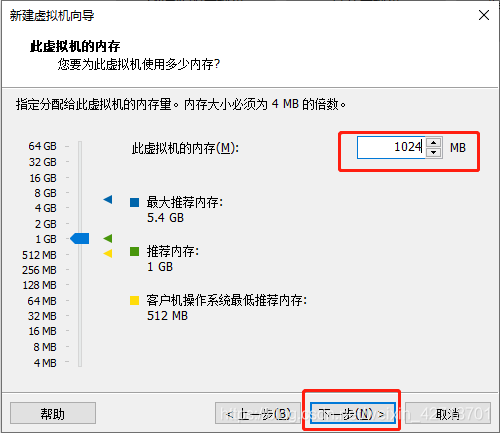 新建虚拟机向导
此虚拟机的内存
您要为此虚拟机使用多少内存?
指定分配给此虚拟机的内存量。内存大小必须为 4 MB 的倍数。
64 GB
32 GB
16 GB
8 GB
4 GB
2 GB
1 GB
512 MB
256 MB
128 MB
64 MB
32 MB
16 MB
8 MB
4 MB
此虚拟机的内存(M):
1024
MB
最大推荐内存:
5.4 GB
推荐内存:
1 GB
客户机操作系统最低推荐内存:
512 MB
帮助
< 上一步(B)
下一步(N) >
取消